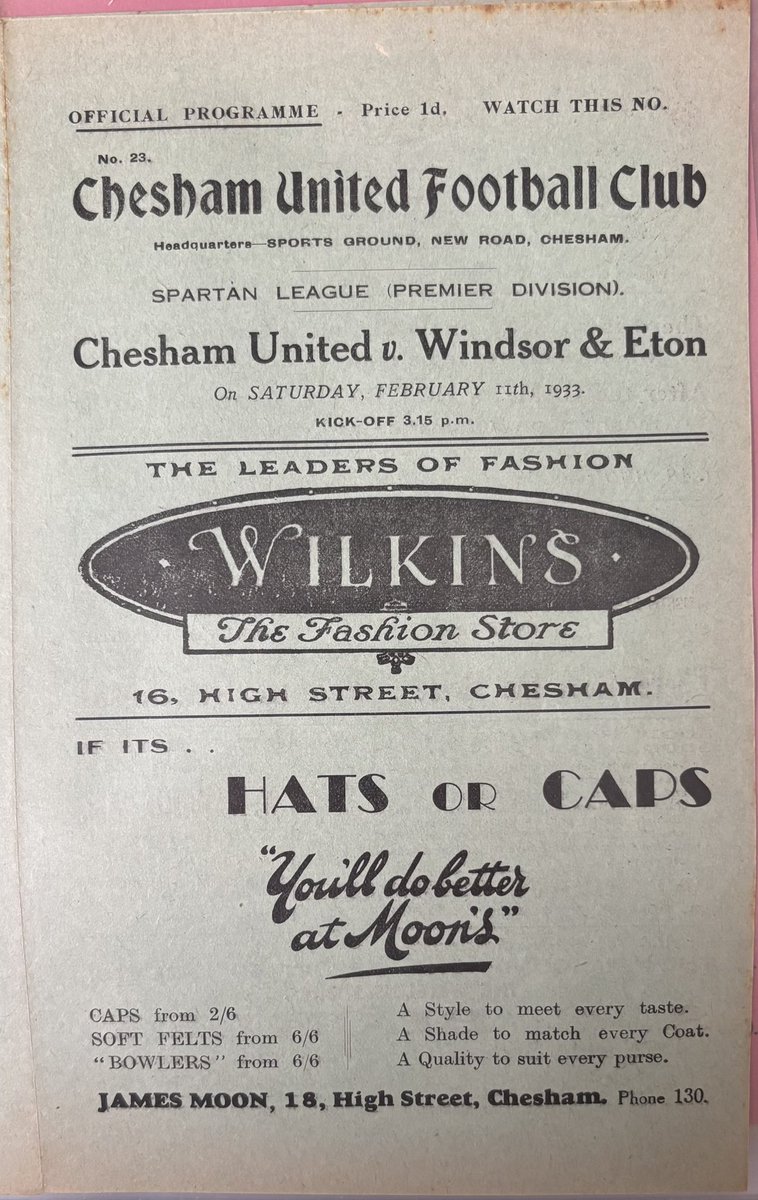 OFFICIAL PROGRAMME - Price 1d. WATCH THIS NO.
No. 23.
Chesham United Football Club
Headquarters—SPORTS GROUND, NEW ROAD, CHESHAM.
SPARTAN LEAGUE (PREMIER DIVISION).
Chesham United v. Windsor & Eton
On SATURDAY, FEBRUARY 11th, 1933.
KICK-OFF 3.15 p.m.
THE LEADERS OF FASHION
· WILKINS ·
The Fashion Store
16, HIGH STREET, CHESHAM.
IF ITS . .
HATS OR CAPS
"You'll do better
at Moon's"
CAPS from 2/6
SOFT FELTS from 6/6
"BOWLERS" from 6/6
A Style to meet every taste.
A Shade to match every Coat.
A Quality to suit every purse.
JAMES MOON, 18, High Street, Chesham. Phone 130.